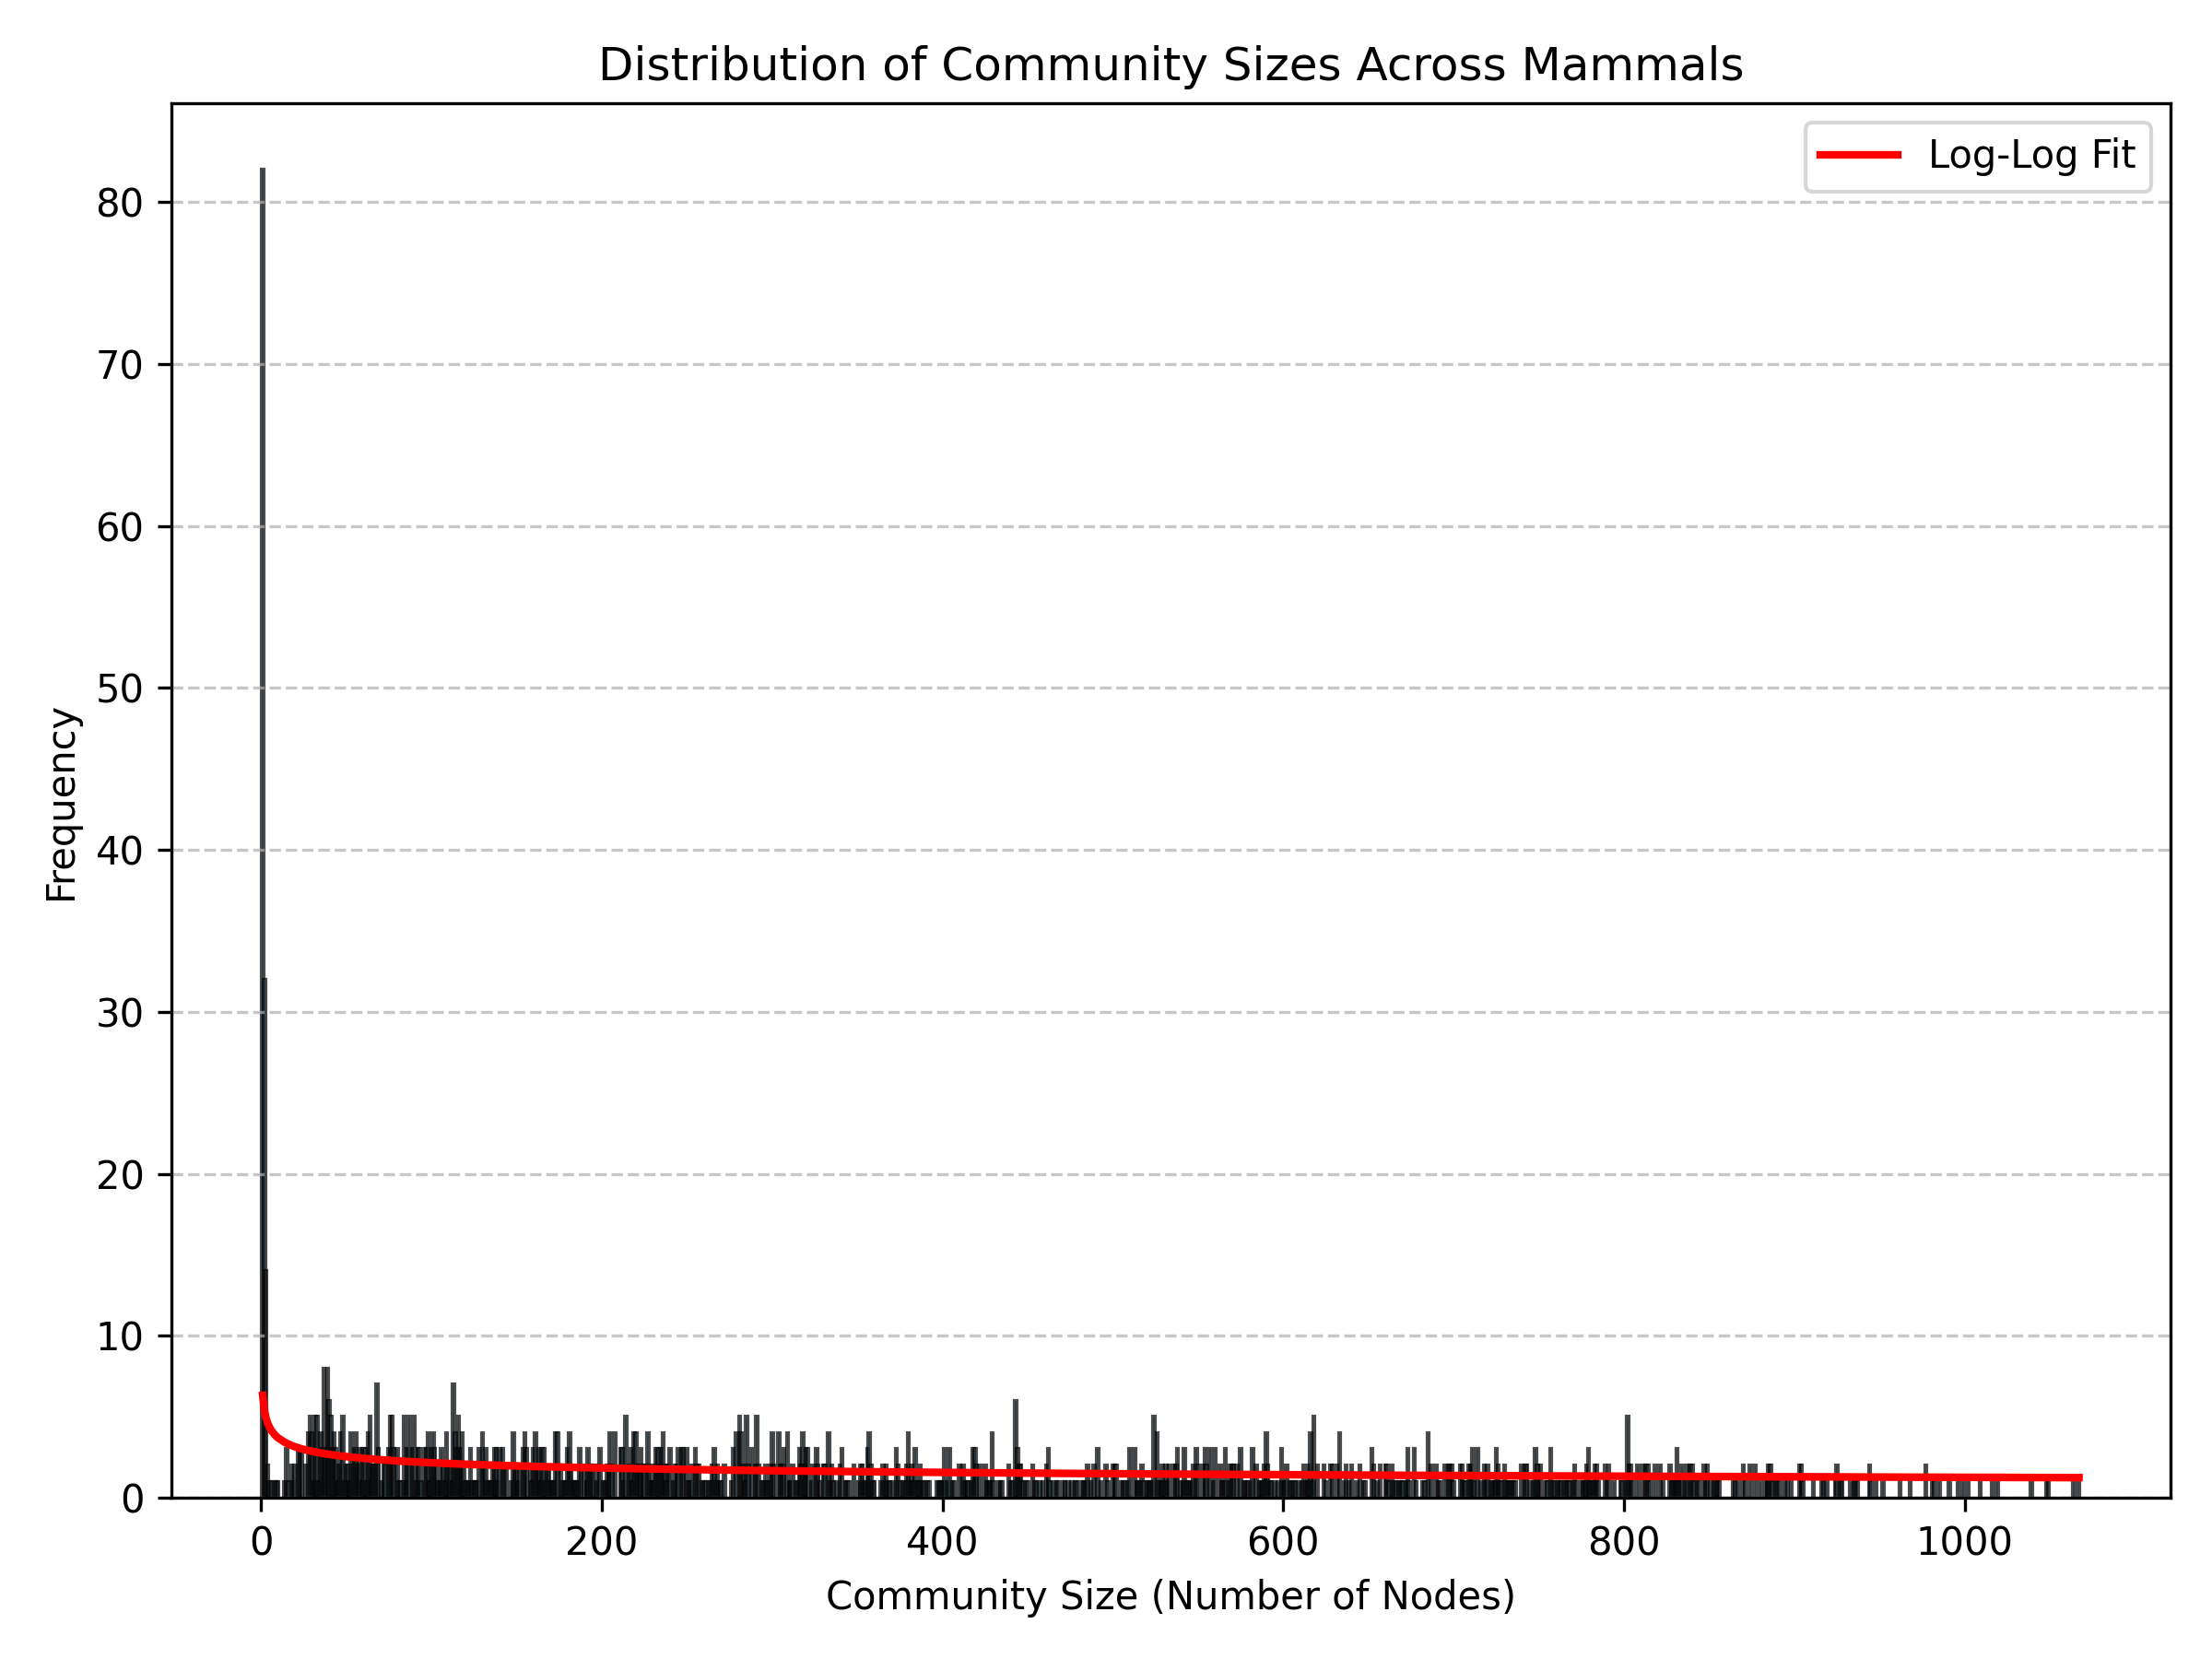 Distribution of Community Sizes Across Mammals
Log-Log Fit
80
70
60
50
40
30
20
10
0
Frequency
0 200 400 600 800 1000
Community Size (Number of Nodes)